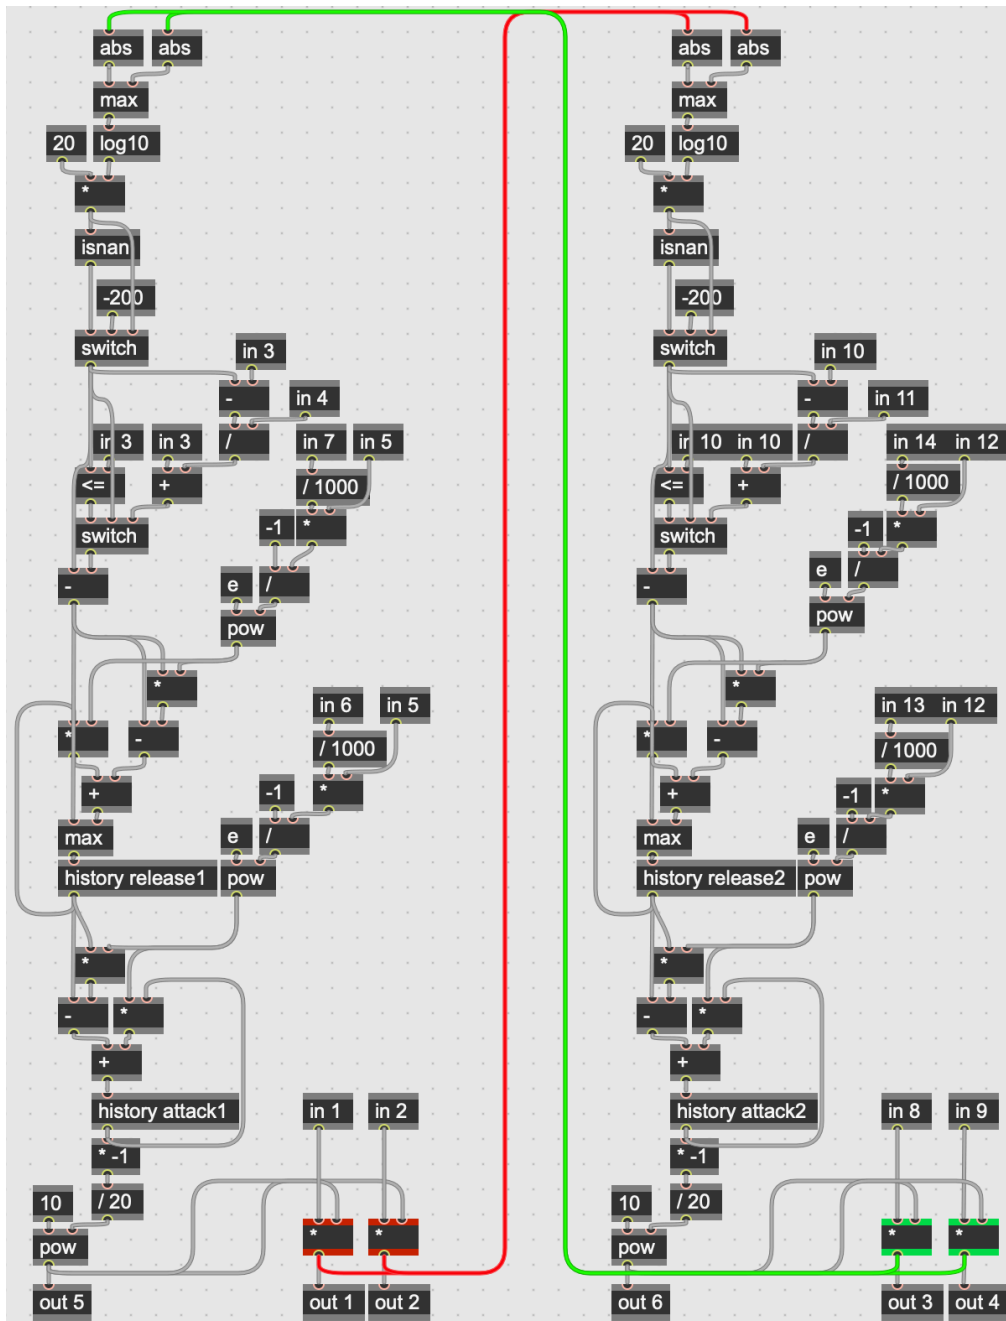 abs abs abs abs
max max
20 log10 20 log10
* *
isnan isnan
-200 -200
switch in 3 switch in 10
- in 4 - in 11
in 3 in 3 / in 7 in 5 in 10 in 10 / in 14 in 12
<= + / 1000 <= + / 1000
switch -1 * switch -1 *
- e / - e /
pow pow
* *
in 6 in 5 in 13 in 12
* - / 1000 * - / 1000
+ -1 * + -1 *
max e / max e /
history release1 pow history release2 pow
* *
- * - *
+ +
history attack1 in 1 in 2 history attack2 in 8 in 9
* -1 * -1
10 / 20 10 / 20
pow * * pow * *
out 5 out 1 out 2 out 6 out 3 out 4